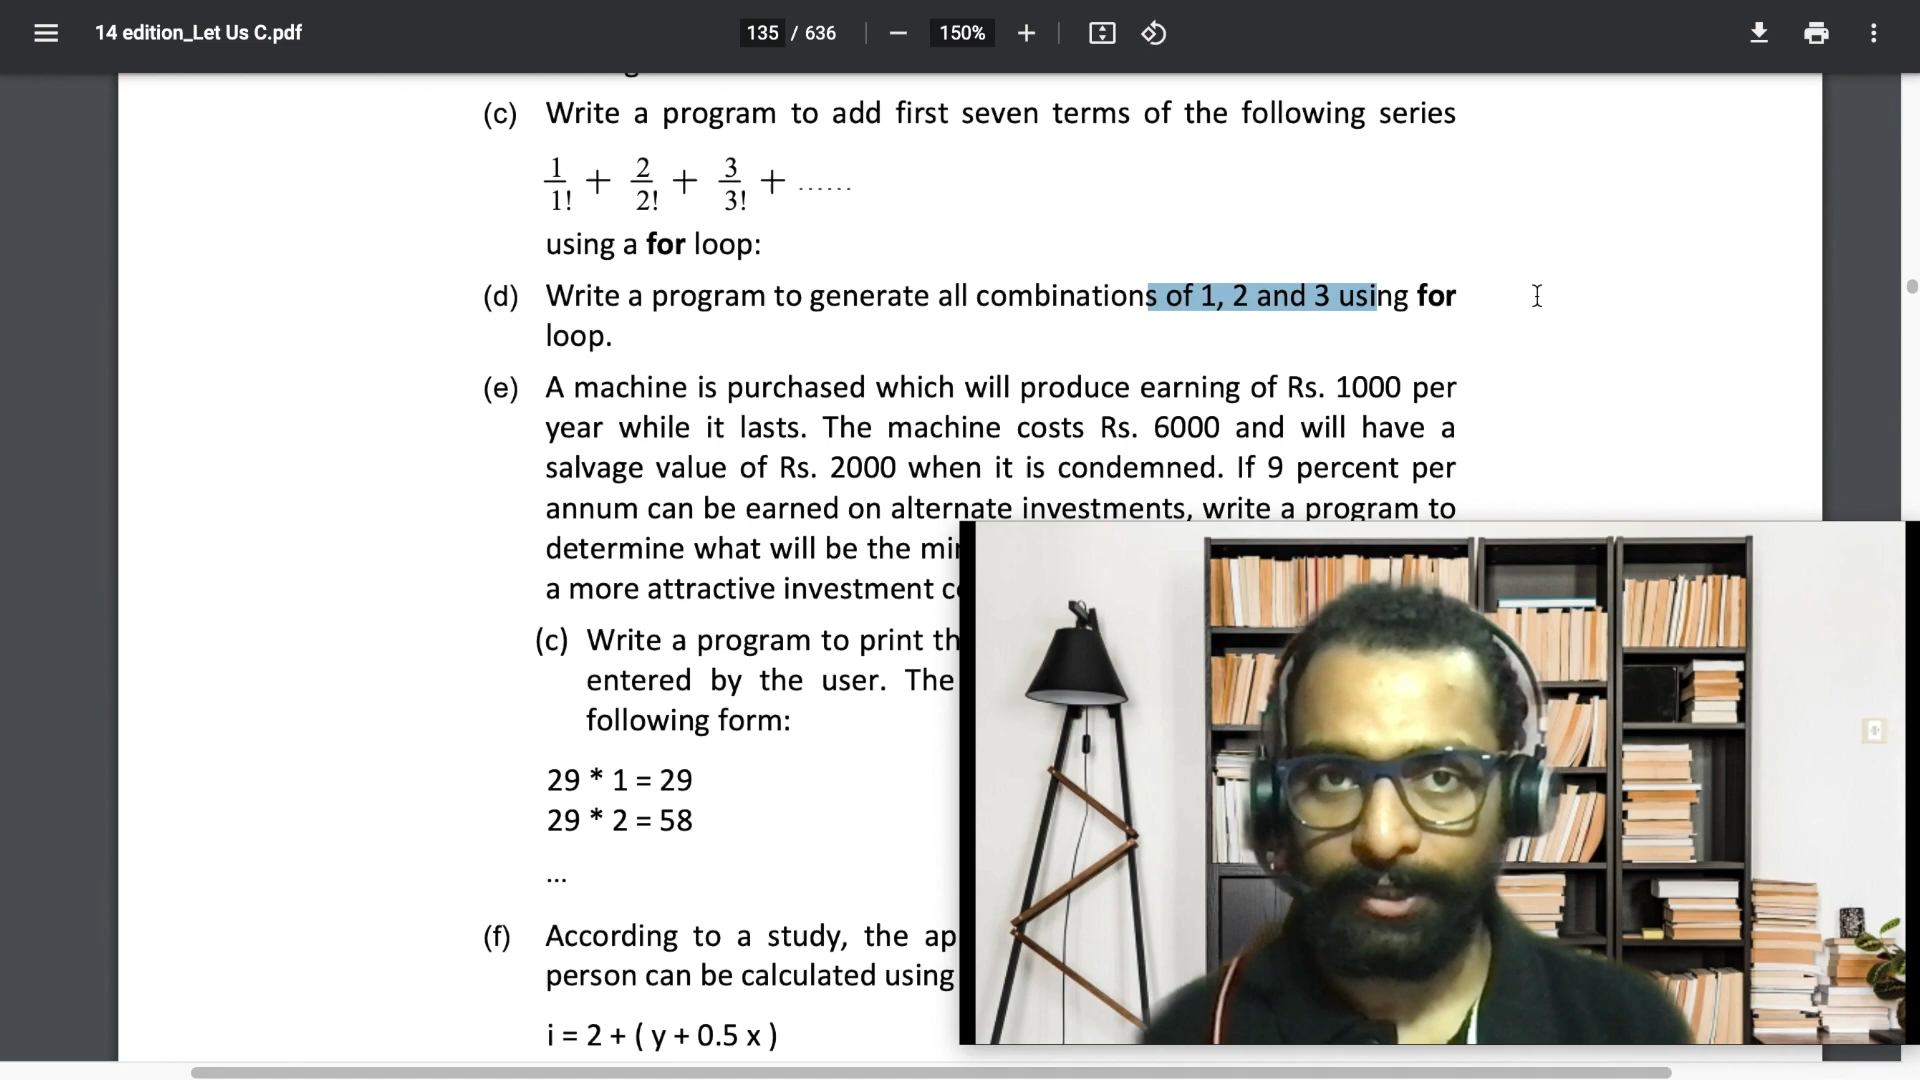 14 edition_Let Us C.pdf
135 / 636
150%
(c) Write a program to add first seven terms of the following series
1/1! + 2/2! + 3/3! + ......
using a for loop:
(d) Write a program to generate all combinations of 1, 2 and 3 using for
loop.
(e) A machine is purchased which will produce earning of Rs. 1000 per
year while it lasts. The machine costs Rs. 6000 and will have a
salvage value of Rs. 2000 when it is condemned. If 9 percent per
annum can be earned on alternate investments, write a program to
determine what will be the
a more attractive investment
(c) Write a program to print
entered by the user. The
following form:
29 * 1 = 29
29 * 2 = 58
...
(f) According to a study, the
person can be calculated using
i = 2 + ( y + 0.5 x )